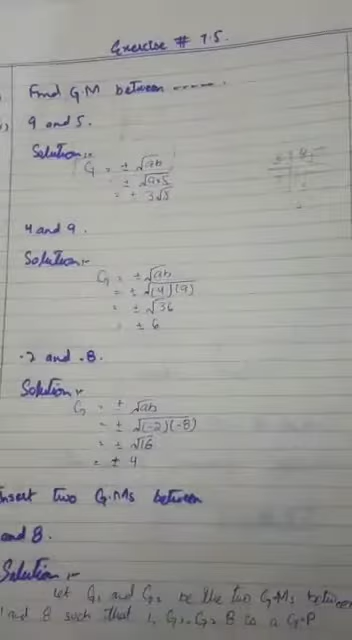 Exercise # 7.5.
Find G.M between -----.
9 and 5.
Solution:-
G = ± √ab
= ± √9×5
= ± 3√5
4 and 9.
Solution:-
G = ± √ab
= ± √(4)(9)
= ± √36
= ± 6
-2 and -8.
Solution:-
G = ± √ab
= ± √(-2)(-8)
= ± √16
= ± 4
Insert two G.Ms between
and 8.
Solution:-
Let G₁ and G₂ be the two G.Ms between
1 and 8 such that 1, G₁, G₂ 8 is a G.P